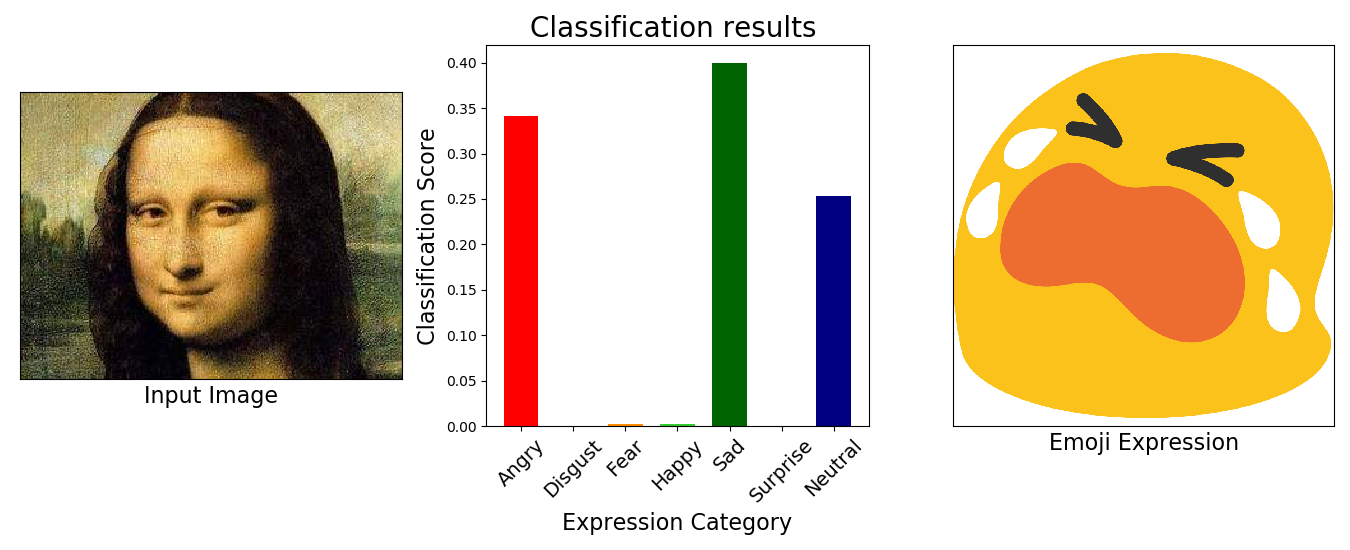 Classification results
Classification Score
0.40
0.35
0.30
0.25
0.20
0.15
0.10
0.05
0.00
Angry
Disgust
Fear
Happy
Sad
Surprise
Neutral
Expression Category
Input Image
Emoji Expression